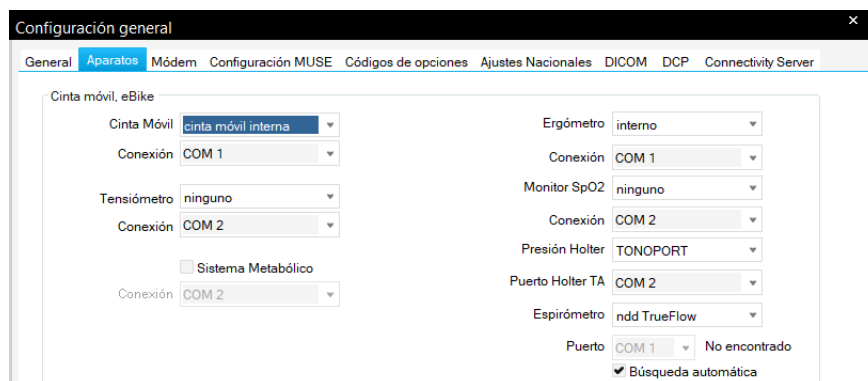 Configuración general ×
General Aparatos Módem Configuración MUSE Códigos de opciones Ajustes Nacionales DICOM DCP Connectivity Server
Cinta móvil, eBike
Cinta Móvil cinta móvil interna
Conexión COM 1
Tensiómetro ninguno
Conexión COM 2
Sistema Metabólico
Conexión COM 2
Ergómetro interno
Conexión COM 1
Monitor SpO2 ninguno
Conexión COM 2
Presión Holter TONOPORT
Puerto Holter TA COM 2
Espirómetro ndd TrueFlow
Puerto COM 1 No encontrado
Búsqueda automática